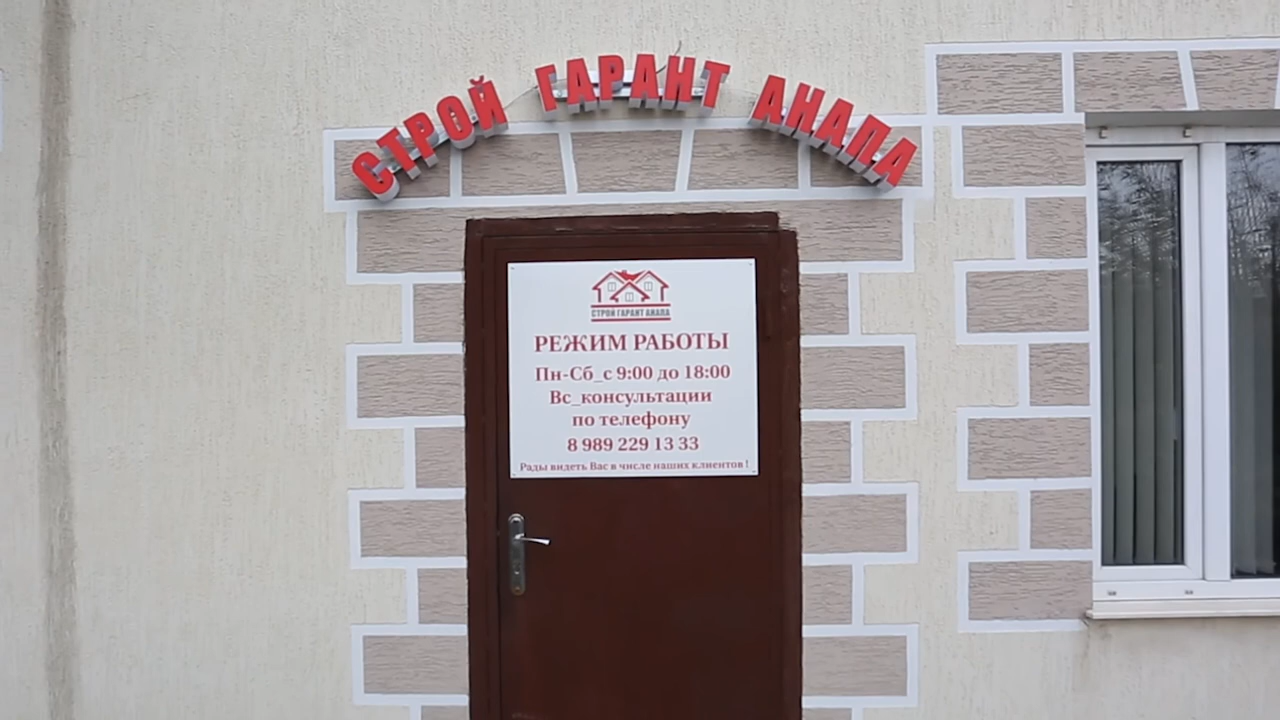 СТРОЙ ГАРАНТ АНАПА
СТРОЙ ГАРАНТ АНАПА
РЕЖИМ РАБОТЫ
Пн-Сб_с 9:00 до 18:00
Вс_консультации
по телефону
8 989 229 13 33
Рады видеть Вас в числе наших клиентов!